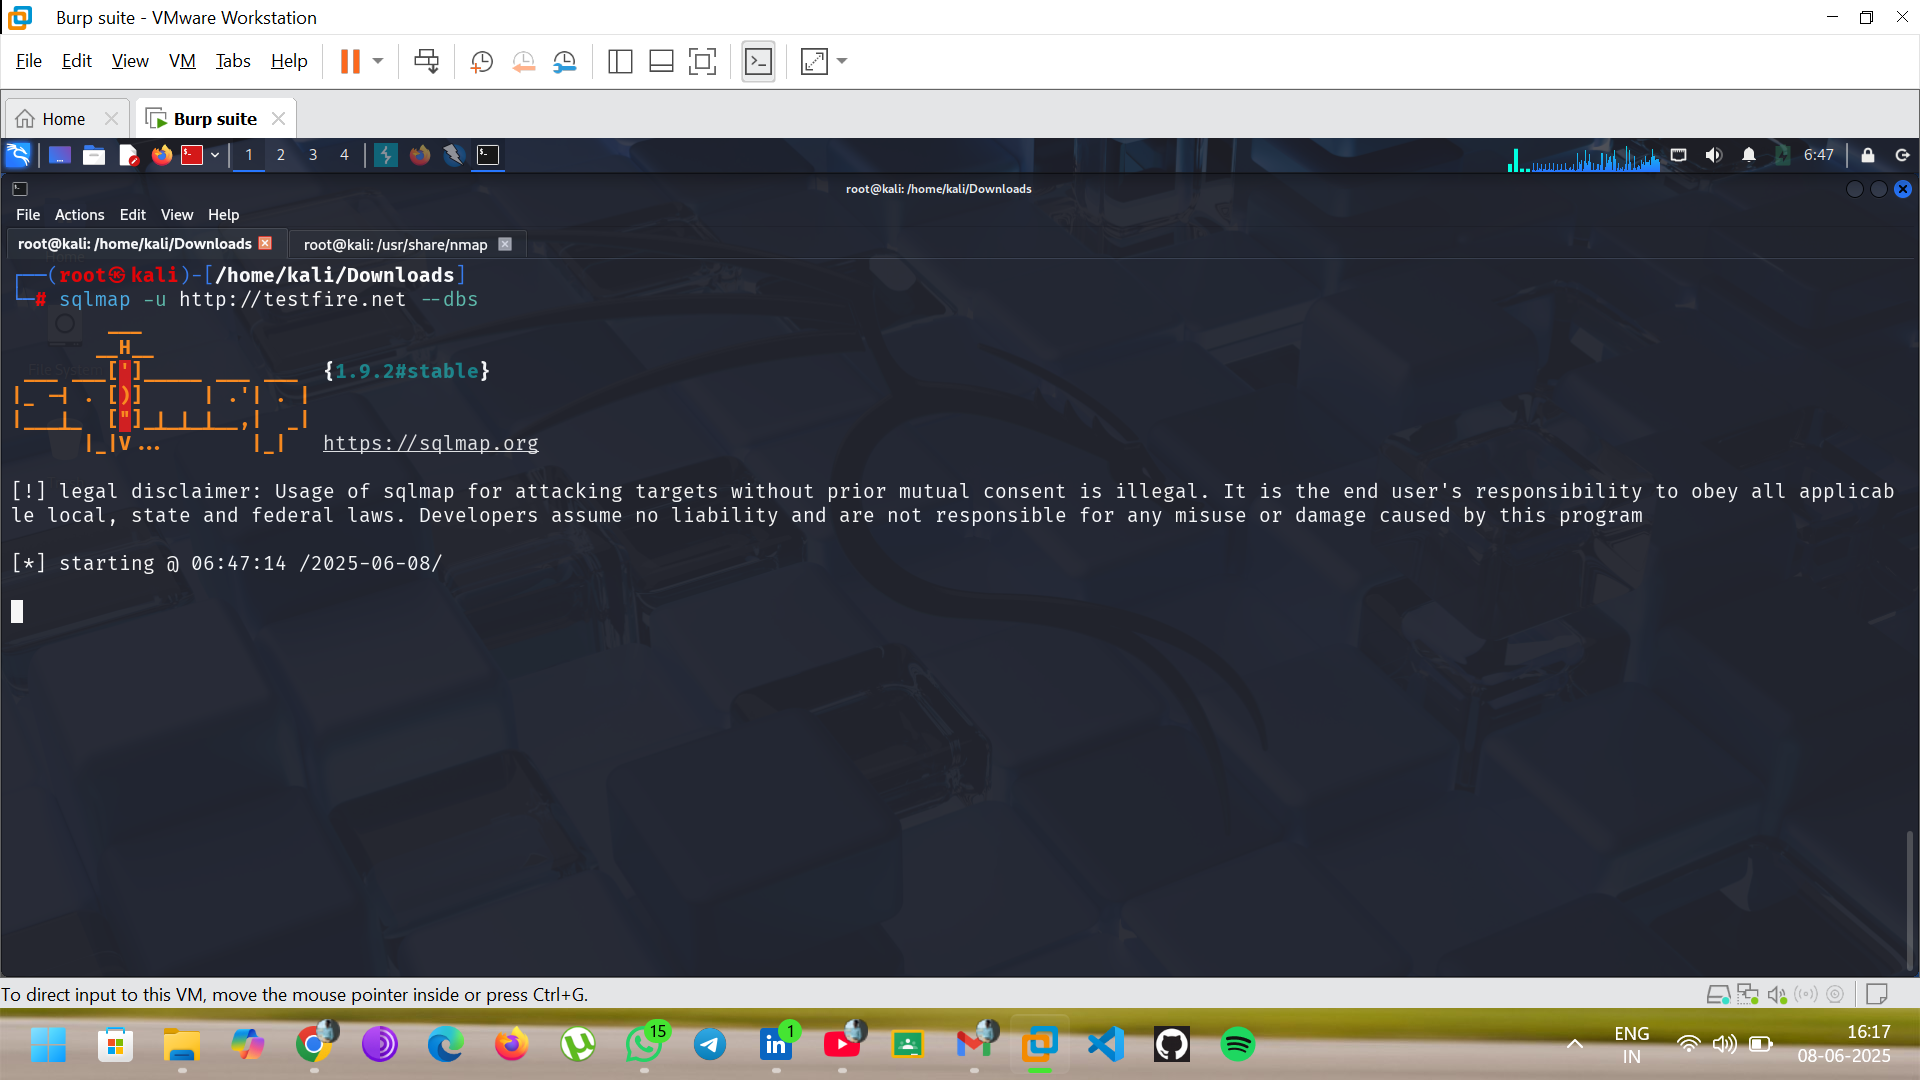 Burp suite - VMware Workstation
File Edit View VM Tabs Help
Home Burp suite
1 2 3 4 6:47
root@kali: /home/kali/Downloads
File Actions Edit View Help
root@kali: /home/kali/Downloads root@kali: /usr/share/nmap
(root㉿kali)-[/home/kali/Downloads]
# sqlmap -u http://testfire.net --dbs
{1.9.2#stable}
https://sqlmap.org
[!] legal disclaimer: Usage of sqlmap for attacking targets without prior mutual consent is illegal. It is the end user's responsibility to obey all applicab
le local, state and federal laws. Developers assume no liability and are not responsible for any misuse or damage caused by this program
[*] starting @ 06:47:14 /2025-06-08/
To direct input to this VM, move the mouse pointer inside or press Ctrl+G.
15 1
ENG
IN
16:17
08-06-2025